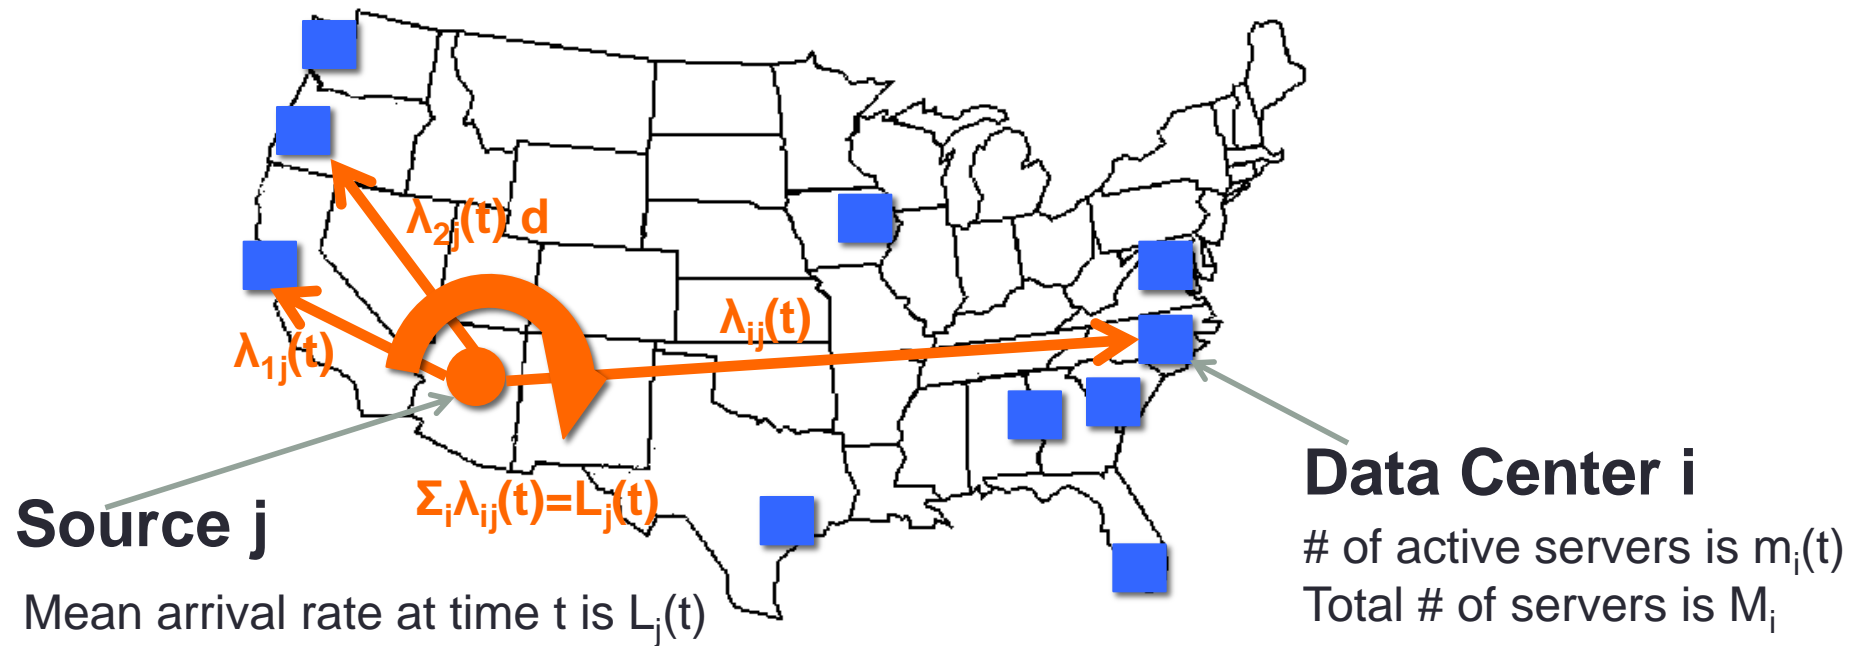 λ2j(t) d
λij(t)
λ1j(t)
Σiλij(t)=Lj(t)
Source j
Mean arrival rate at time t is Lj(t)
Data Center i
# of active servers is mi(t)
Total # of servers is Mi